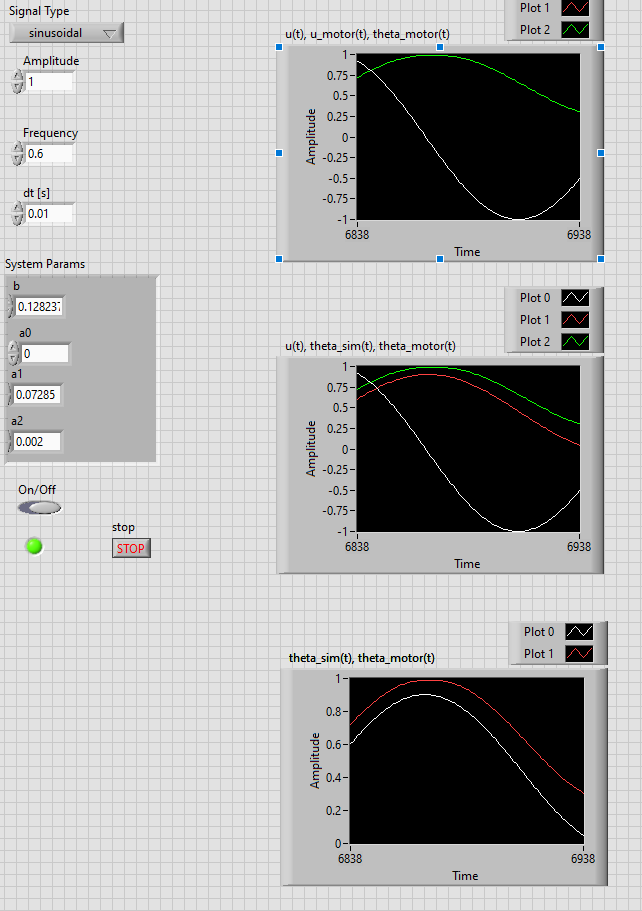 Signal Type
sinusoidal
Amplitude
1
Frequency
0.6
dt [s]
0.01
System Params
b
0.128237
a0
0
a1
0.07285
a2
0.002
On/Off
stop
STOP
Plot 1
Plot 2
u(t), u_motor(t), theta_motor(t)
Amplitude
1
0.75
0.5
0.25
0
-0.25
-0.5
-0.75
-1
6838
6938
Time
Plot 0
Plot 1
Plot 2
u(t), theta_sim(t), theta_motor(t)
Amplitude
1
0.75
0.5
0.25
0
-0.25
-0.5
-0.75
-1
6838
6938
Time
Plot 0
Plot 1
theta_sim(t), theta_motor(t)
Amplitude
1
0.8
0.6
0.4
0.2
0
6838
6938
Time